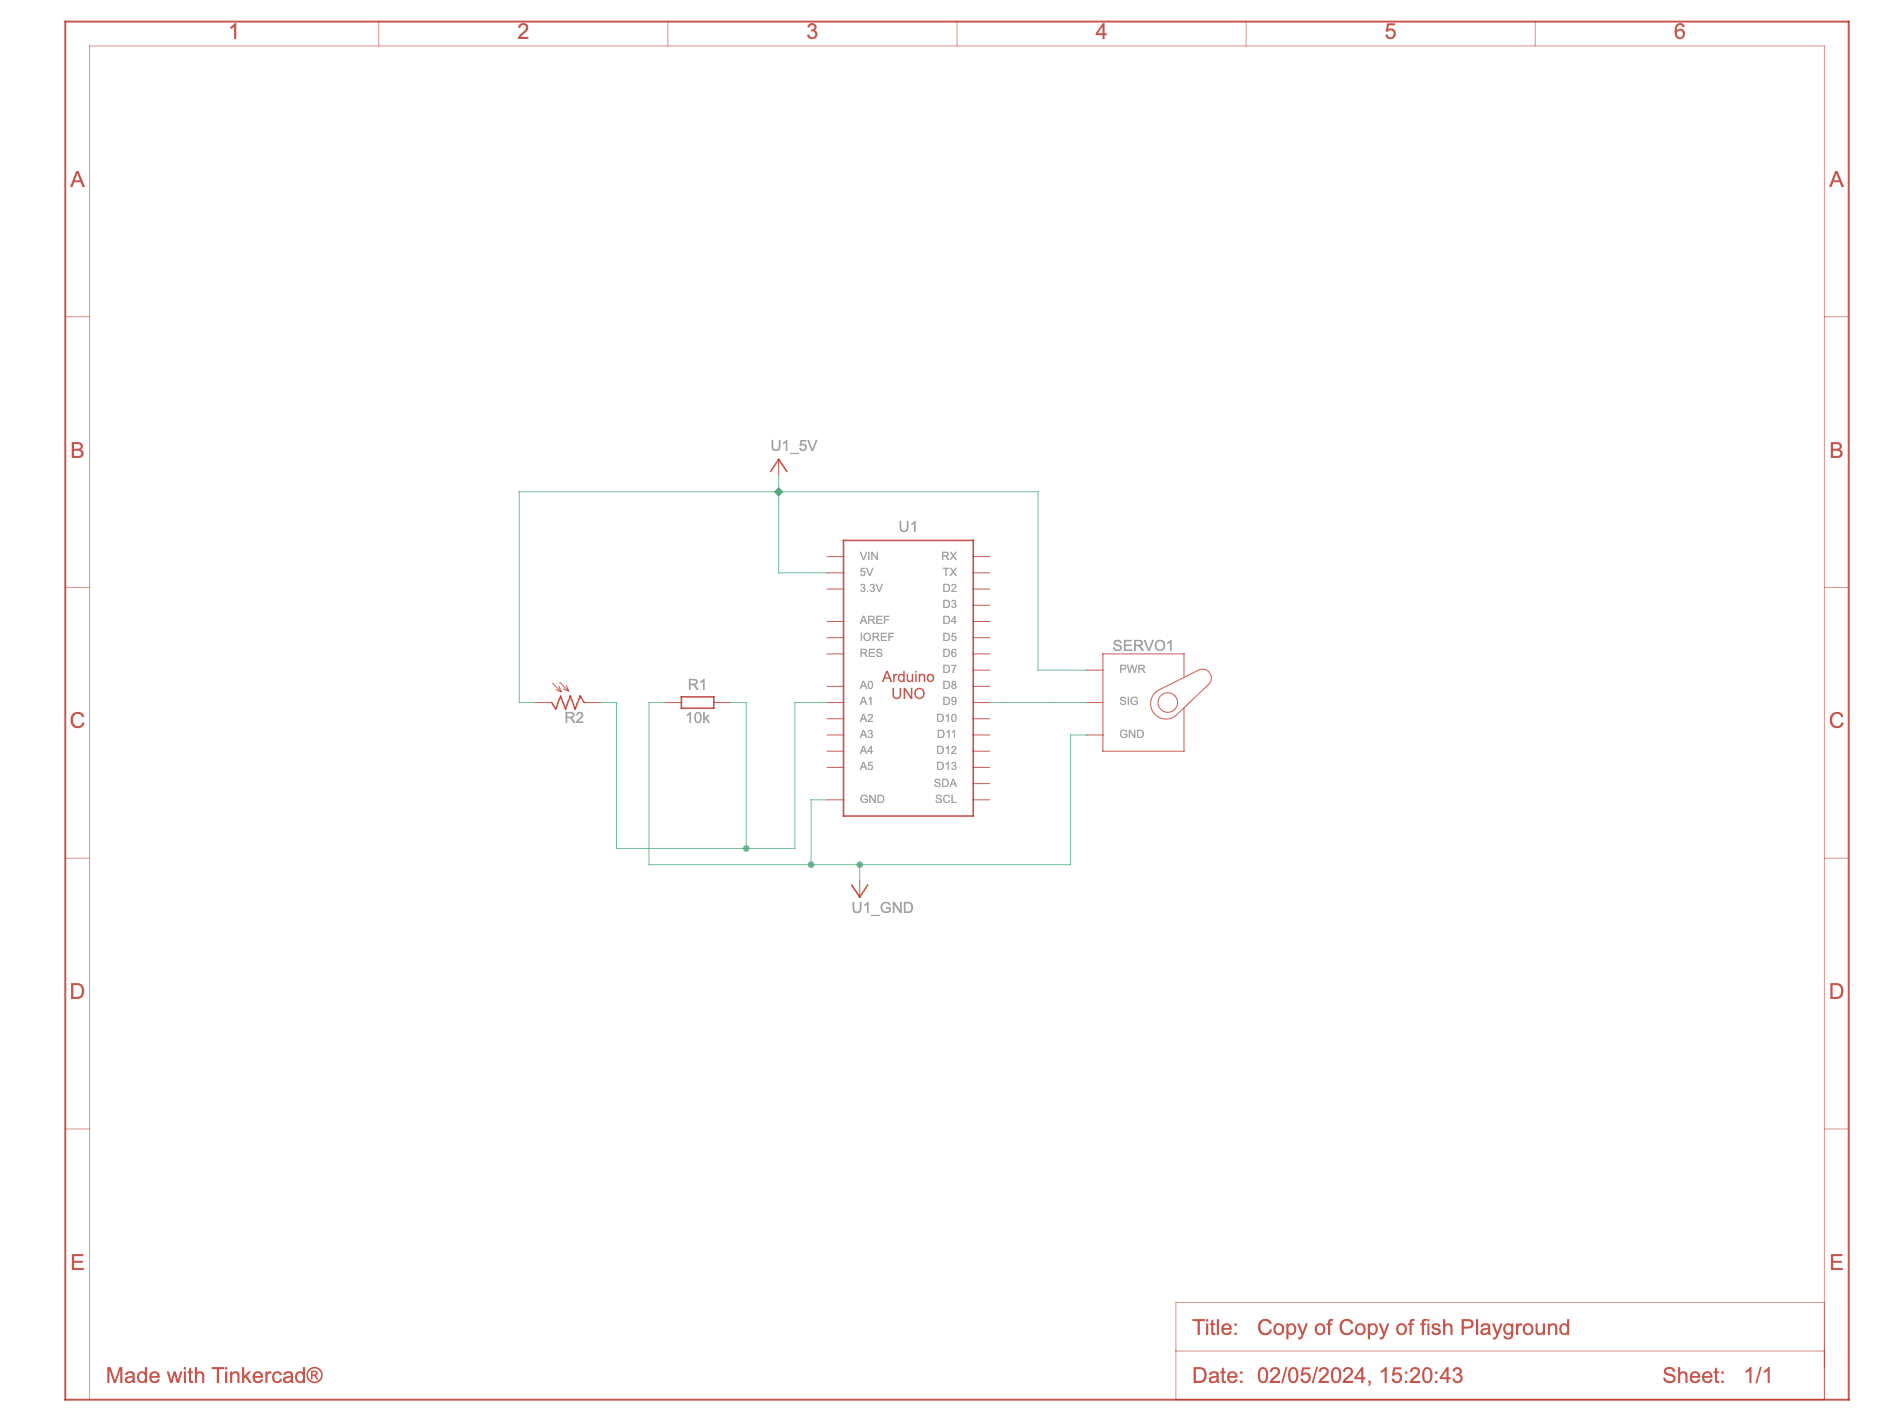 1 2 3 4 5 6
A A
B B
U1_5V
U1
VIN RX
5V TX
3.3V D2
D3
AREF D4
IOREF D5
RES D6
D7
Arduino
UNO
A0 D8
A1 D9
A2 D10
A3 D11
A4 D12
A5 D13
SDA
GND SCL
SERVO1
PWR
SIG
GND
R1
10k
R2
C C
U1_GND
D D
E E
Title: Copy of Copy of fish Playground
Made with Tinkercad®
Date: 02/05/2024, 15:20:43 Sheet: 1/1